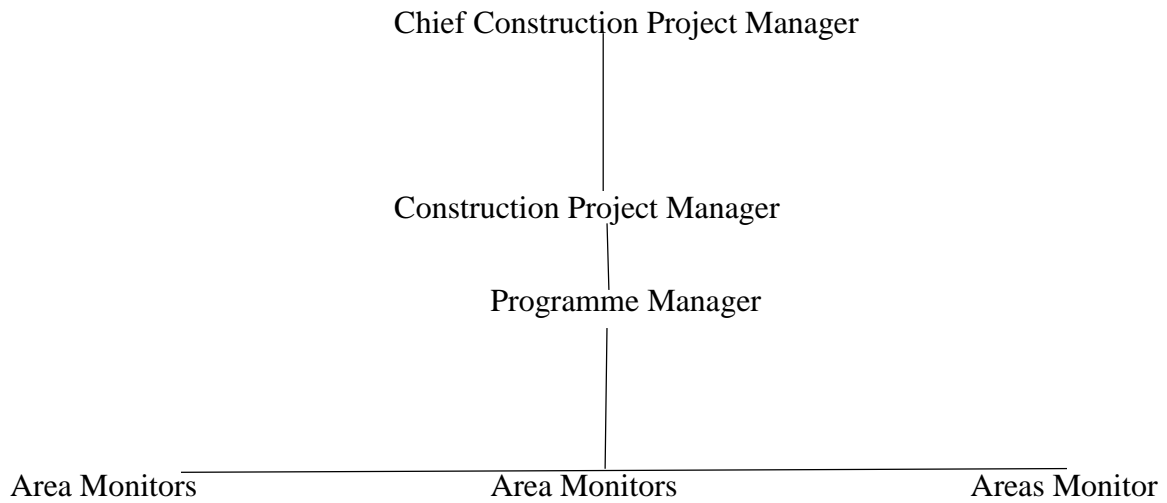 Chief Construction Project Manager
Construction Project Manager
Programme Manager
Area Monitors Area Monitors Areas Monitor